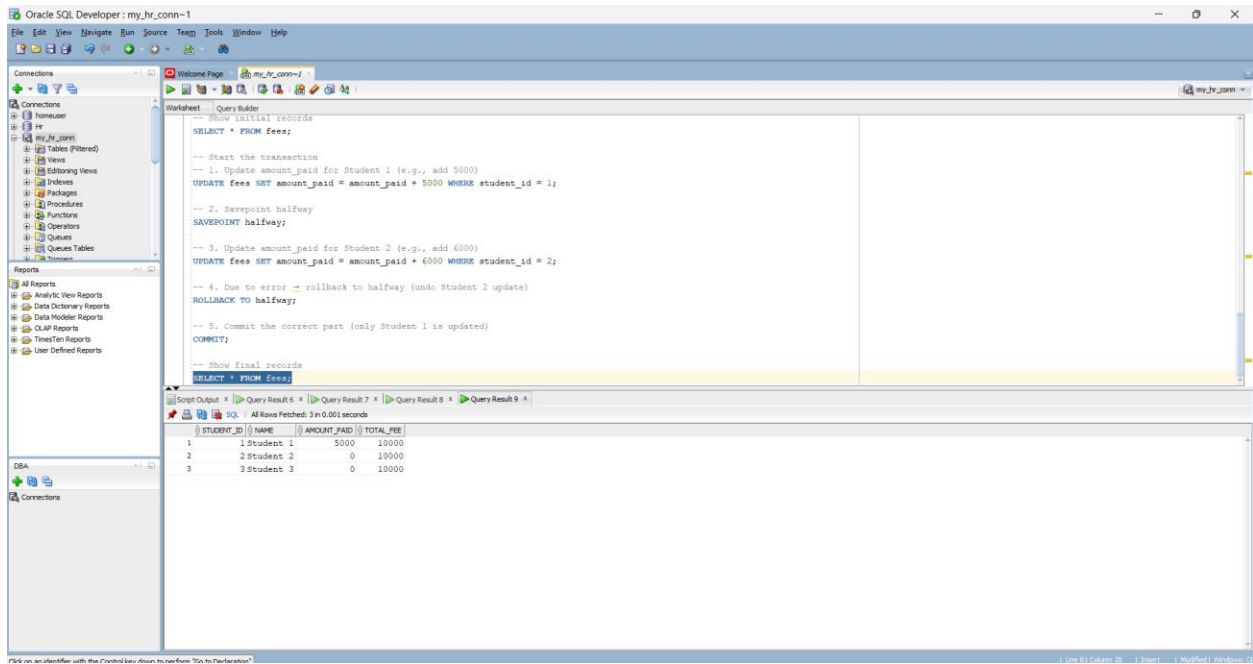 Oracle SQL Developer : my_hr_conn~1
File Edit View Navigate Run Source Team Tools Window Help
Connections
Connections
homeuser
Hr
my_hr_conn
Tables (Filtered)
Views
Editioning Views
Indexes
Packages
Procedures
Functions
Operators
Queues
Queues Tables
Triggers
Reports
All Reports
Analytic View Reports
Data Dictionary Reports
Data Modeler Reports
OLAP Reports
TimesTen Reports
User Defined Reports
DBA
Connections
Welcome Page my_hr_conn~1
my_hr_conn
Worksheet Query Builder
-- Show initial records
SELECT * FROM fees;
-- Start the transaction
-- 1. Update amount_paid for Student 1 (e.g., add 5000)
UPDATE fees SET amount_paid = amount_paid + 5000 WHERE student_id = 1;
-- 2. Savepoint halfway
SAVEPOINT halfway;
-- 3. Update amount_paid for Student 2 (e.g., add 6000)
UPDATE fees SET amount_paid = amount_paid + 6000 WHERE student_id = 2;
-- 4. Due to error → rollback to halfway (undo Student 2 update)
ROLLBACK TO halfway;
-- 5. Commit the correct part (only Student 1 is updated)
COMMIT;
-- Show final records
SELECT * FROM fees;
Script Output x Query Result 6 x Query Result 7 x Query Result 8 x Query Result 9 x
SQL | All Rows Fetched: 3 in 0.001 seconds
STUDENT_ID NAME AMOUNT_PAID TOTAL_FEE
1 1 Student 1 5000 10000
2 2 Student 2 0 10000
3 3 Student 3 0 10000
Click on an identifier with the Control key down to perform "Go to Declaration"
| Line 81 Column 20 | Insert | Modified | Windows: C